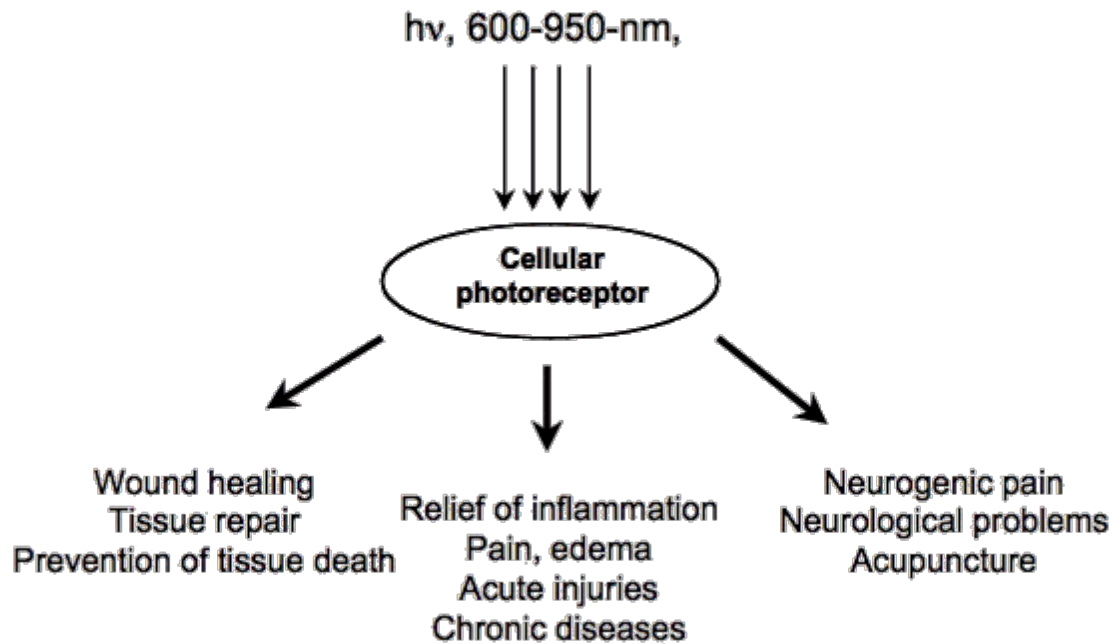 hν, 600-950-nm,
Cellular
photoreceptor
Wound healing
Tissue repair
Prevention of tissue death
Relief of inflammation
Pain, edema
Acute injuries
Chronic diseases
Neurogenic pain
Neurological problems
Acupuncture